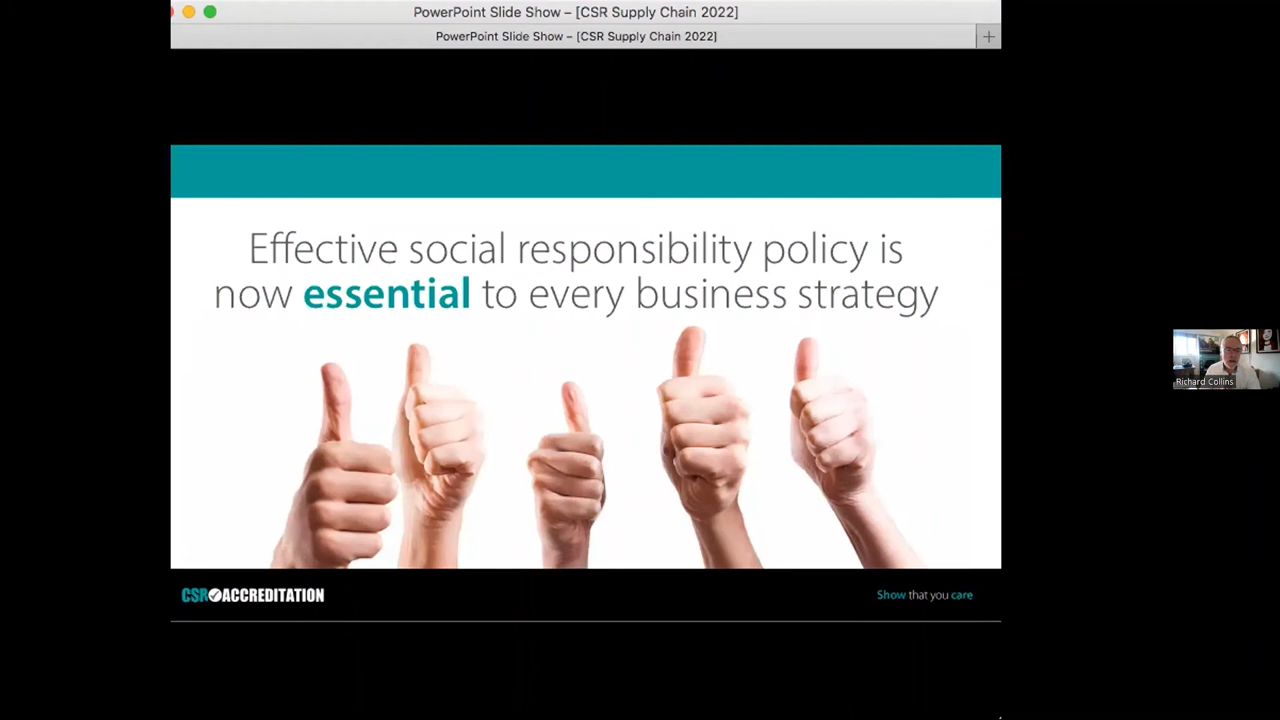 PowerPoint Slide Show – [CSR Supply Chain 2022]
PowerPoint Slide Show – [CSR Supply Chain 2022]
Effective social responsibility policy is
now essential to every business strategy
Richard Collins
CSR ACCREDITATION
Show that you care